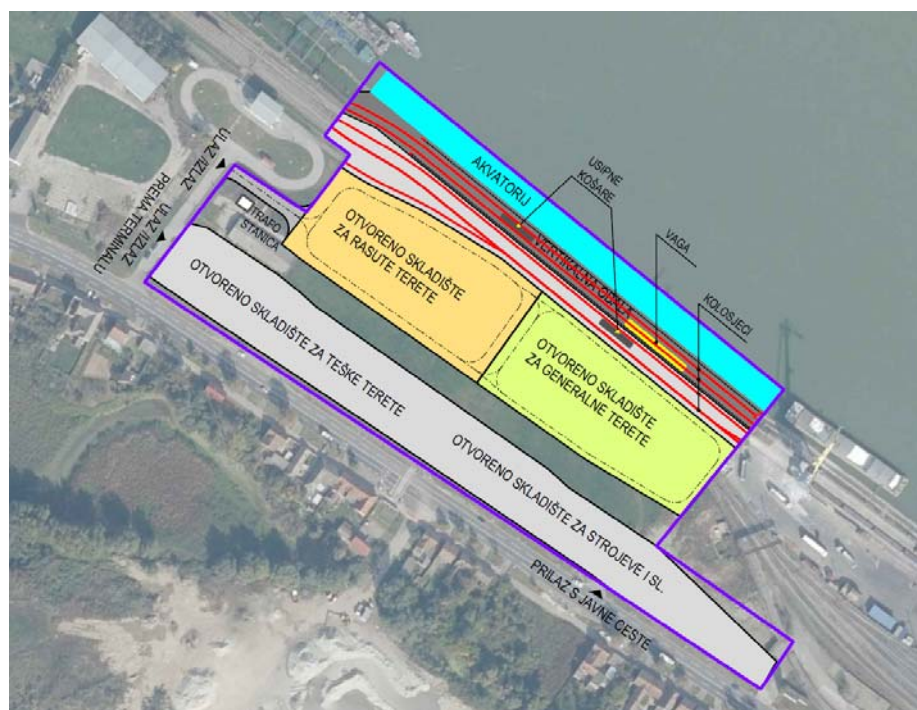 ULAZ /IZLAZ
PREMA TERMINALU
ULAZ /IZLAZ
TRAFO
STANICA
AKVATORIJ
USIPNE
KOŠARE
VERTIKALNA OBALA
VAGA
KOLOSJECI
OTVORENO SKLADIŠTE
ZA RASUTE TERETE
OTVORENO SKLADIŠTE
ZA GENERALNE TERETE
OTVORENO SKLADIŠTE ZA TEŠKE TERETE
OTVORENO SKLADIŠTE ZA STROJEVE I SL.
PRILAZ S JAVNE CESTE